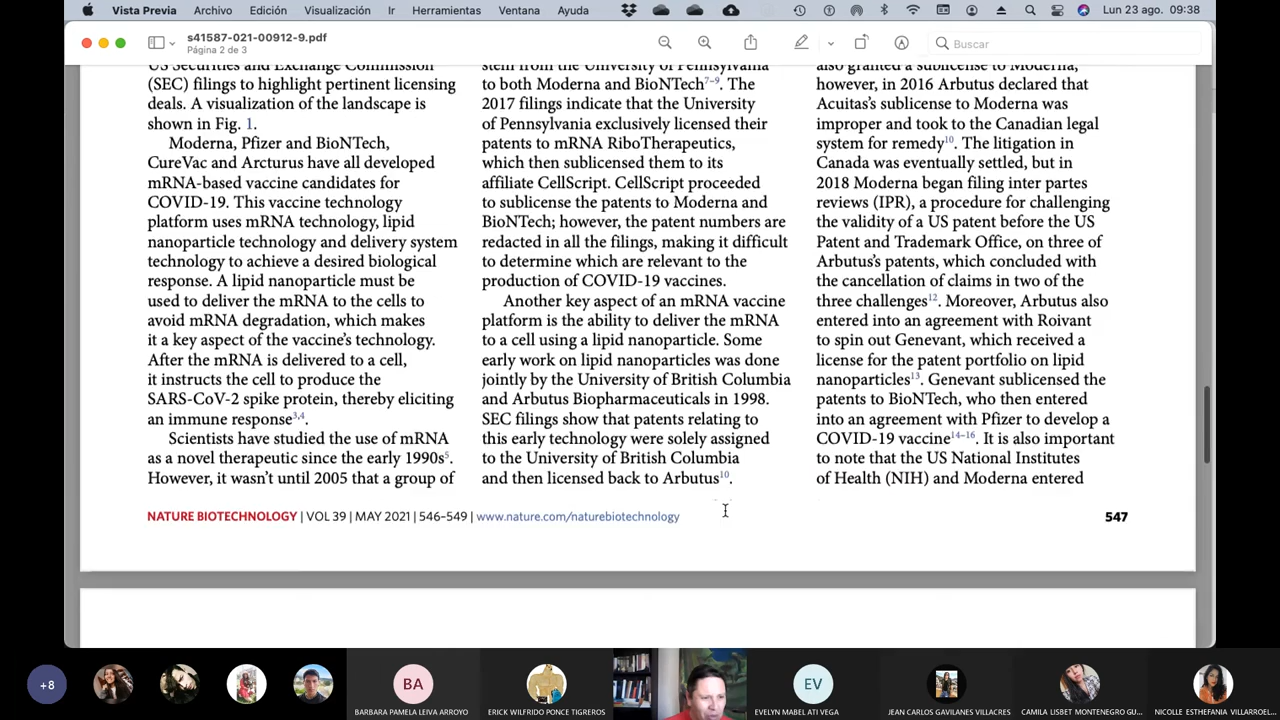 Vista Previa Archivo Edición Visualización Ir Herramientas Ventana Ayuda Lun 23 ago. 09:38
s41587-021-00912-9.pdf
Página 2 de 3
Buscar
US Securities and Exchange Commission
(SEC) filings to highlight pertinent licensing
deals. A visualization of the landscape is
shown in Fig. 1.
Moderna, Pfizer and BioNTech,
CureVac and Arcturus have all developed
mRNA-based vaccine candidates for
COVID-19. This vaccine technology
platform uses mRNA technology, lipid
nanoparticle technology and delivery system
technology to achieve a desired biological
response. A lipid nanoparticle must be
used to deliver the mRNA to the cells to
avoid mRNA degradation, which makes
it a key aspect of the vaccine's technology.
After the mRNA is delivered to a cell,
it instructs the cell to produce the
SARS-CoV-2 spike protein, thereby eliciting
an immune response3,4.
Scientists have studied the use of mRNA
as a novel therapeutic since the early 1990s5.
However, it wasn't until 2005 that a group of
stem from the University of Pennsylvania
to both Moderna and BioNTech7–9. The
2017 filings indicate that the University
of Pennsylvania exclusively licensed their
patents to mRNA RiboTherapeutics,
which then sublicensed them to its
affiliate CellScript. CellScript proceeded
to sublicense the patents to Moderna and
BioNTech; however, the patent numbers are
redacted in all the filings, making it difficult
to determine which are relevant to the
production of COVID-19 vaccines.
Another key aspect of an mRNA vaccine
platform is the ability to deliver the mRNA
to a cell using a lipid nanoparticle. Some
early work on lipid nanoparticles was done
jointly by the University of British Columbia
and Arbutus Biopharmaceuticals in 1998.
SEC filings show that patents relating to
this early technology were solely assigned
to the University of British Columbia
and then licensed back to Arbutus10.
also granted a sublicense to Moderna;
however, in 2016 Arbutus declared that
Acuitas's sublicense to Moderna was
improper and took to the Canadian legal
system for remedy10. The litigation in
Canada was eventually settled, but in
2018 Moderna began filing inter partes
reviews (IPR), a procedure for challenging
the validity of a US patent before the US
Patent and Trademark Office, on three of
Arbutus's patents, which concluded with
the cancellation of claims in two of the
three challenges12. Moreover, Arbutus also
entered into an agreement with Roivant
to spin out Genevant, which received a
license for the patent portfolio on lipid
nanoparticles13. Genevant sublicensed the
patents to BioNTech, who then entered
into an agreement with Pfizer to develop a
COVID-19 vaccine14–16. It is also important
to note that the US National Institutes
of Health (NIH) and Moderna entered
NATURE BIOTECHNOLOGY | VOL 39 | MAY 2021 | 546–549 | www.nature.com/naturebiotechnology
547
+8
BA
EV
BARBARA PAMELA LEIVA ARROYO
ERICK WILFRIDO PONCE TIGREROS
EVELYN MABEL ATI VEGA
JEAN CARLOS GAVILANES VILLACRES
CAMILA LISBET MONTENEGRO GU...
NICOLLE ESTHEFANIA VILLARROEL...